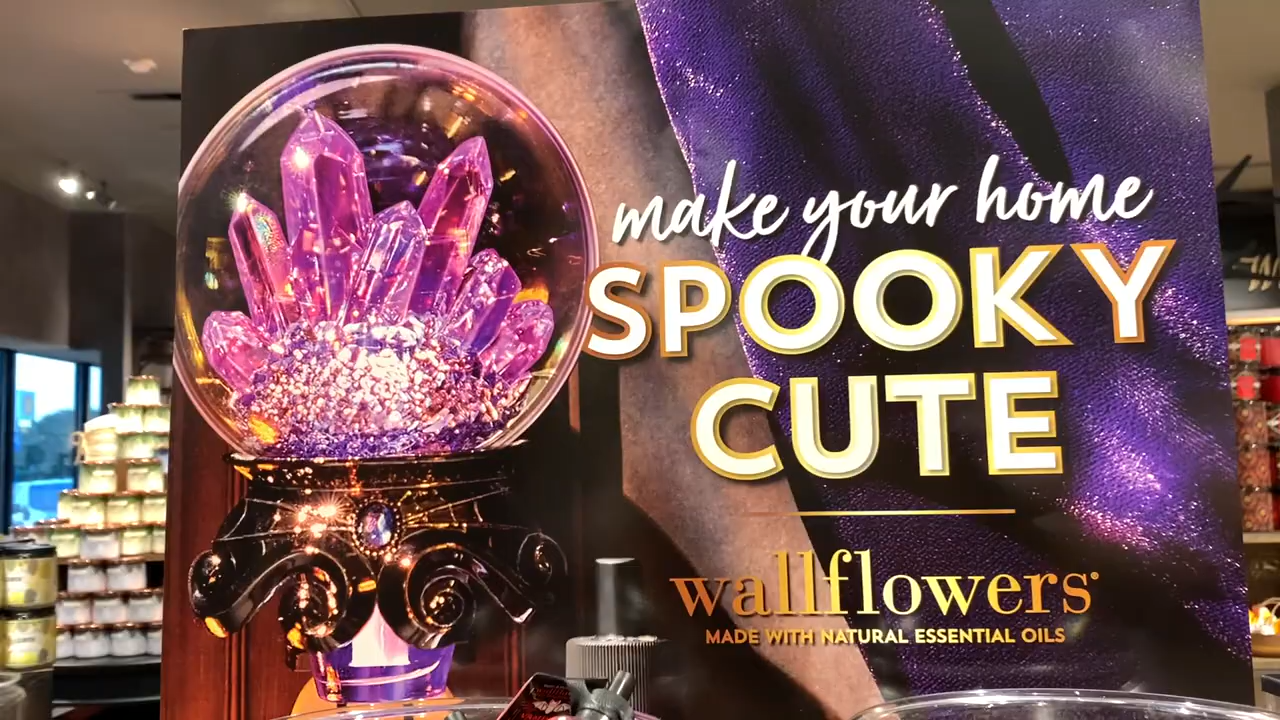 make your home
SPOOKY
CUTE
wallflowers
MADE WITH NATURAL ESSENTIAL OILS